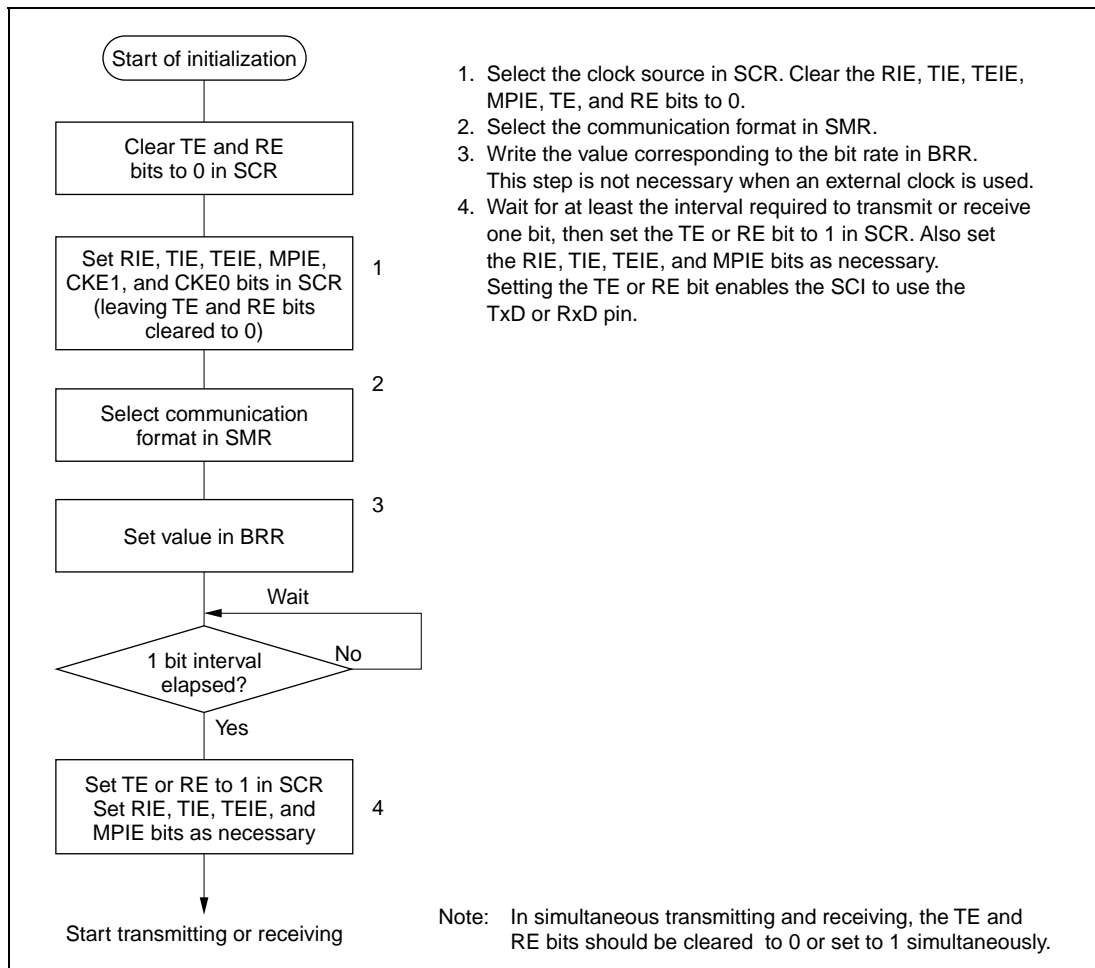 Start of initialization
Clear TE and RE
bits to 0 in SCR
Set RIE, TIE, TEIE, MPIE,
CKE1, and CKE0 bits in SCR
(leaving TE and RE bits
cleared to 0)
1
2
Select communication
format in SMR
3
Set value in BRR
Wait
1 bit interval
elapsed?
No
Yes
Set TE or RE to 1 in SCR
Set RIE, TIE, TEIE, and
MPIE bits as necessary
4
Start transmitting or receiving
1. Select the clock source in SCR. Clear the RIE, TIE, TEIE,
MPIE, TE, and RE bits to 0.
2. Select the communication format in SMR.
3. Write the value corresponding to the bit rate in BRR.
This step is not necessary when an external clock is used.
4. Wait for at least the interval required to transmit or receive
one bit, then set the TE or RE bit to 1 in SCR. Also set
the RIE, TIE, TEIE, and MPIE bits as necessary.
Setting the TE or RE bit enables the SCI to use the
TxD or RxD pin.
Note: In simultaneous transmitting and receiving, the TE and
RE bits should be cleared to 0 or set to 1 simultaneously.